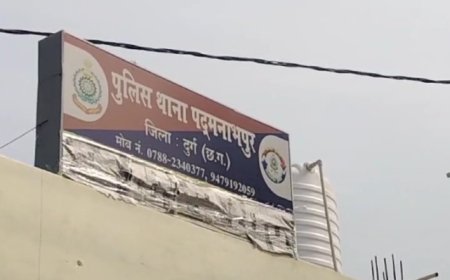 पुलिस थाना पद्मनाभपुर
जिला : दुर्ग (छ.ग.)
मोब नं. 0788-2340377, 9479192059